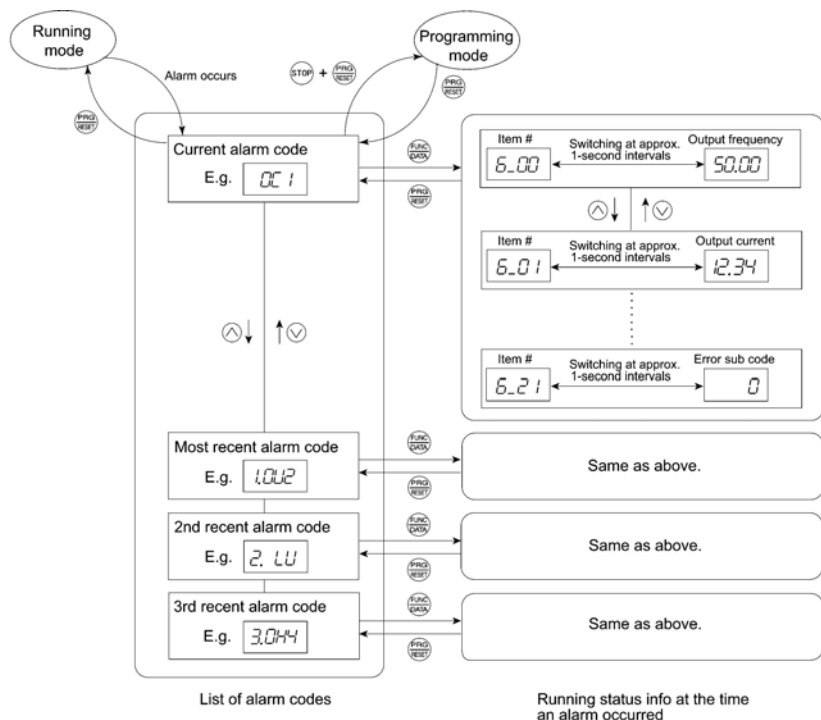 Running
mode
Programming
mode
Alarm occurs
STOP + PRG
RESET
PRG
RESET
PRG
RESET
Current alarm code
E.g. OC1
FUNC
DATA
PRG
RESET
Item #
6_00
Switching at approx.
1-second intervals
Output frequency
50.00
Item #
6_01
Switching at approx.
1-second intervals
Output current
12.34
Item #
6_21
Switching at approx.
1-second intervals
Error sub code
0
Most recent alarm code
E.g. 1.OU2
FUNC
DATA
PRG
RESET
Same as above.
2nd recent alarm code
E.g. 2. LU
FUNC
DATA
PRG
RESET
Same as above.
3rd recent alarm code
E.g. 3.OH4
FUNC
DATA
PRG
RESET
Same as above.
List of alarm codes
Running status info at the time
an alarm occurred